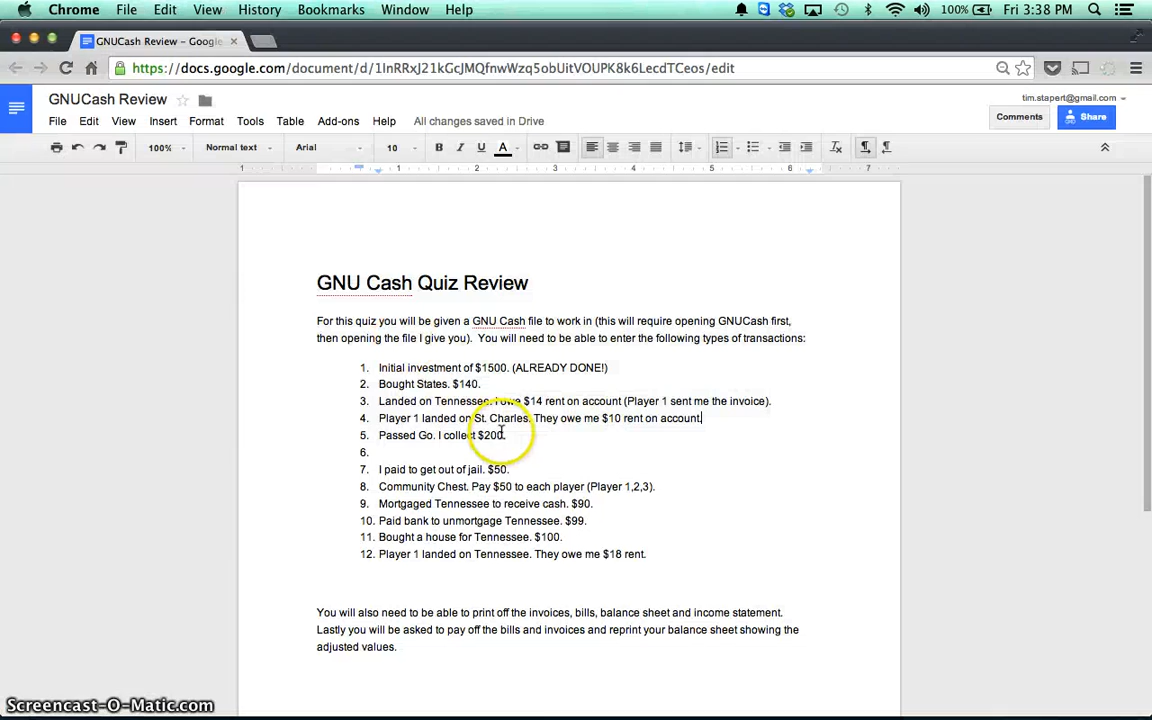 Chrome File Edit View History Bookmarks Window Help 100% Fri 3:38 PM
GNUCash Review - Google
https://docs.google.com/document/d/1InRRxJ21kGcJMQfnwWzq5obUitVOUPK8k6LecdTCeos/edit
GNUCash Review tim.stapert@gmail.com
File Edit View Insert Format Tools Table Add-ons Help All changes saved in Drive Comments Share
100% Normal text Arial 10 B I U A
1 1 2 3 4 5 6 7
GNU Cash Quiz Review
For this quiz you will be given a GNU Cash file to work in (this will require opening GNUCash first,
then opening the file I give you). You will need to be able to enter the following types of transactions:
1. Initial investment of $1500. (ALREADY DONE!)
2. Bought States. $140.
3. Landed on Tennessee. I owe $14 rent on account (Player 1 sent me the invoice).
4. Player 1 landed on St. Charles. They owe me $10 rent on account.
5. Passed Go. I collect $200.
6.
7. I paid to get out of jail. $50.
8. Community Chest. Pay $50 to each player (Player 1,2,3).
9. Mortgaged Tennessee to receive cash. $90.
10. Paid bank to unmortgage Tennessee. $99.
11. Bought a house for Tennessee. $100.
12. Player 1 landed on Tennessee. They owe me $18 rent.
You will also need to be able to print off the invoices, bills, balance sheet and income statement.
Lastly you will be asked to pay off the bills and invoices and reprint your balance sheet showing the
adjusted values.
Screencast-O-Matic.com